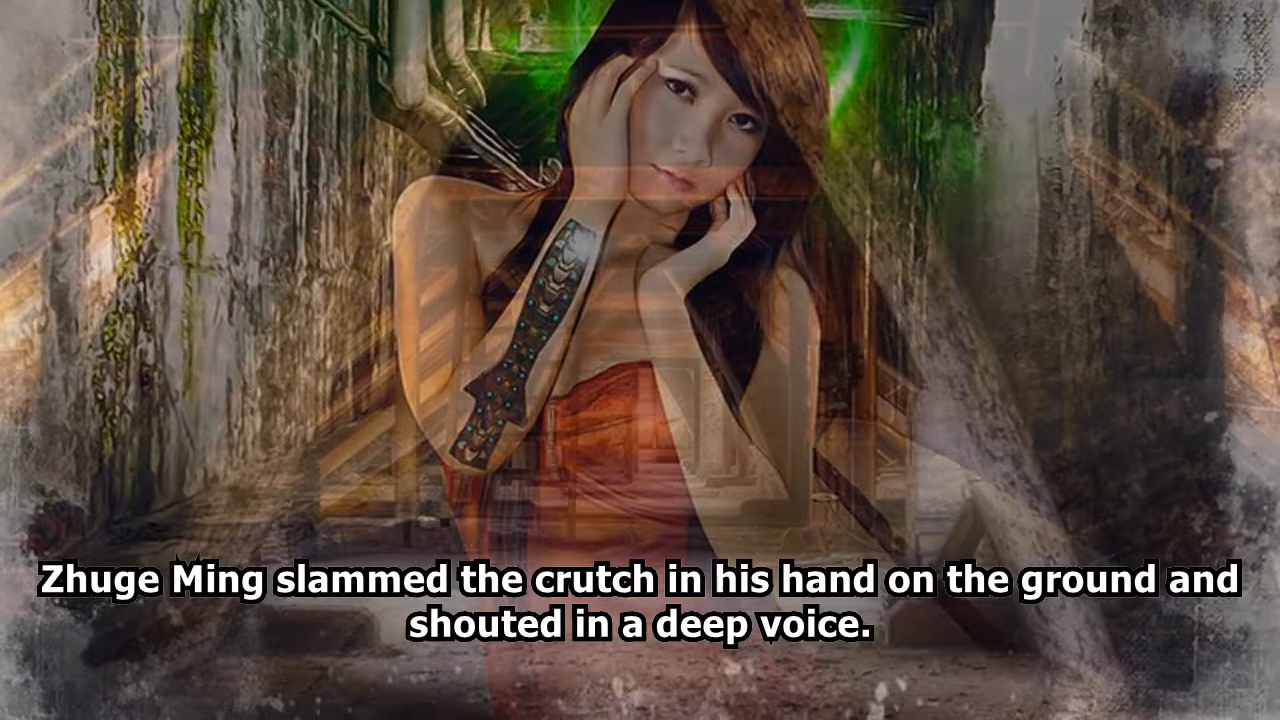 Zhuge Ming slammed the crutch in his hand on the ground and
shouted in a deep voice.